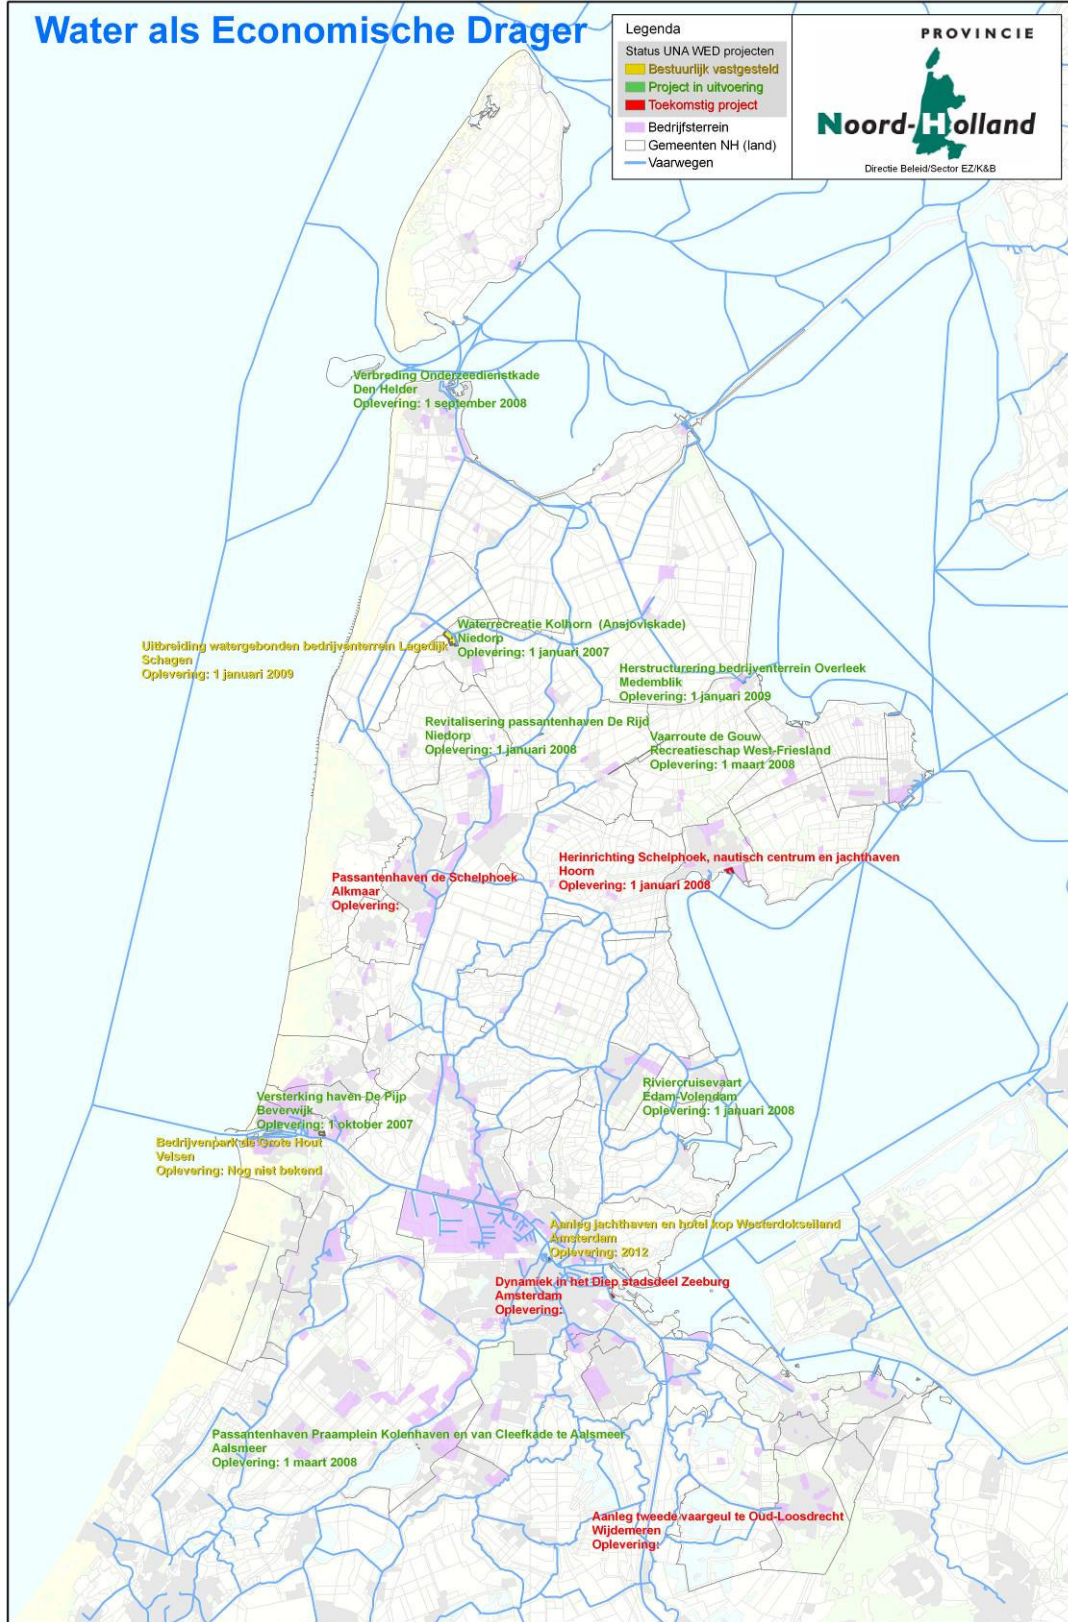 Water als Economische Drager
Legenda
Status UNA WED projecten
Bestuurlijk vastgesteld
Project in uitvoering
Toekomstig project
Bedrijfsterrein
Gemeenten NH (land)
Vaarwegen
PROVINCIE
Noord-Holland
Directie Beleid/Sector EZ/K&B
Verbreding Onderzeedienstkade
Den Helder
Oplevering: 1 september 2008
Waterrecreatie Kolhorn (Ansjoviskade)
Niedorp
Oplevering: 1 januari 2007
Uitbreiding watergebonden bedrijventerrein Lagedijk
Schagen
Oplevering: 1 januari 2009
Herstructurering bedrijventerrein Overleek
Medemblik
Oplevering: 1 januari 2009
Revitalisering passantenhaven De Rijd
Niedorp
Oplevering: 1 januari 2008
Vaarroute de Gouw
Recreatieschap West-Friesland
Oplevering: 1 maart 2008
Herinrichting Schelphoek, nautisch centrum en jachthaven
Hoorn
Oplevering: 1 januari 2008
Passantenhaven de Schelphoek
Alkmaar
Oplevering:
Riviercruisevaart
Edam-Volendam
Oplevering: 1 januari 2008
Versterking haven De Pijp
Beverwijk
Oplevering: 1 oktober 2007
Bedrijvenpark de Grote Hout
Velsen
Oplevering: Nog niet bekend
Aanleg jachthaven en hotel kop Westerdokseiland
Amsterdam
Oplevering: 2012
Dynamiek in het Diep stadsdeel Zeeburg
Amsterdam
Oplevering:
Passantenhaven Praamplein Kolenhaven en van Cleefkade te Aalsmeer
Aalsmeer
Oplevering: 1 maart 2008
Aanleg tweede vaargeul te Oud-Loosdrecht
Wijdemeren
Oplevering: